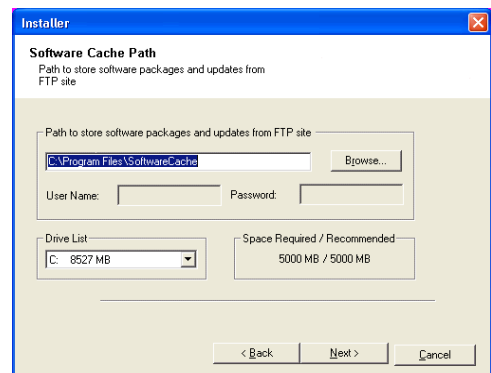 Installer
Software Cache Path
Path to store software packages and updates from
FTP site
Path to store software packages and updates from FTP site
C:\Program Files\SoftwareCache
Browse...
User Name:
Password:
Drive List
Space Required / Recommended
C: 8527 MB
5000 MB / 5000 MB
< Back
Next >
Cancel